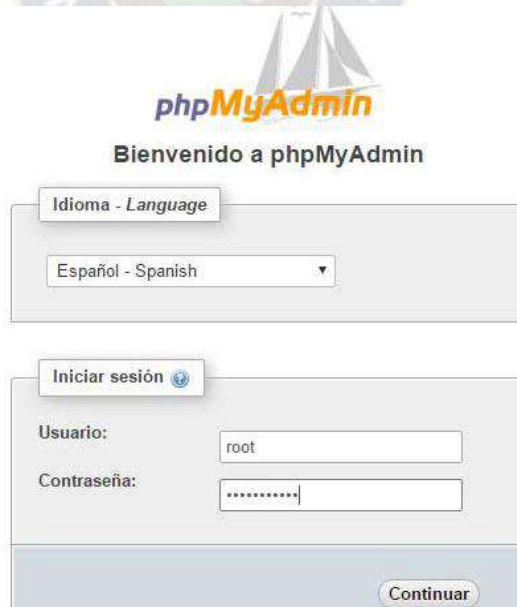 phpMyAdmin
Bienvenido a phpMyAdmin
Idioma - Language
Español - Spanish
Iniciar sesión
Usuario:
root
Contraseña:
•••••••••••
Continuar